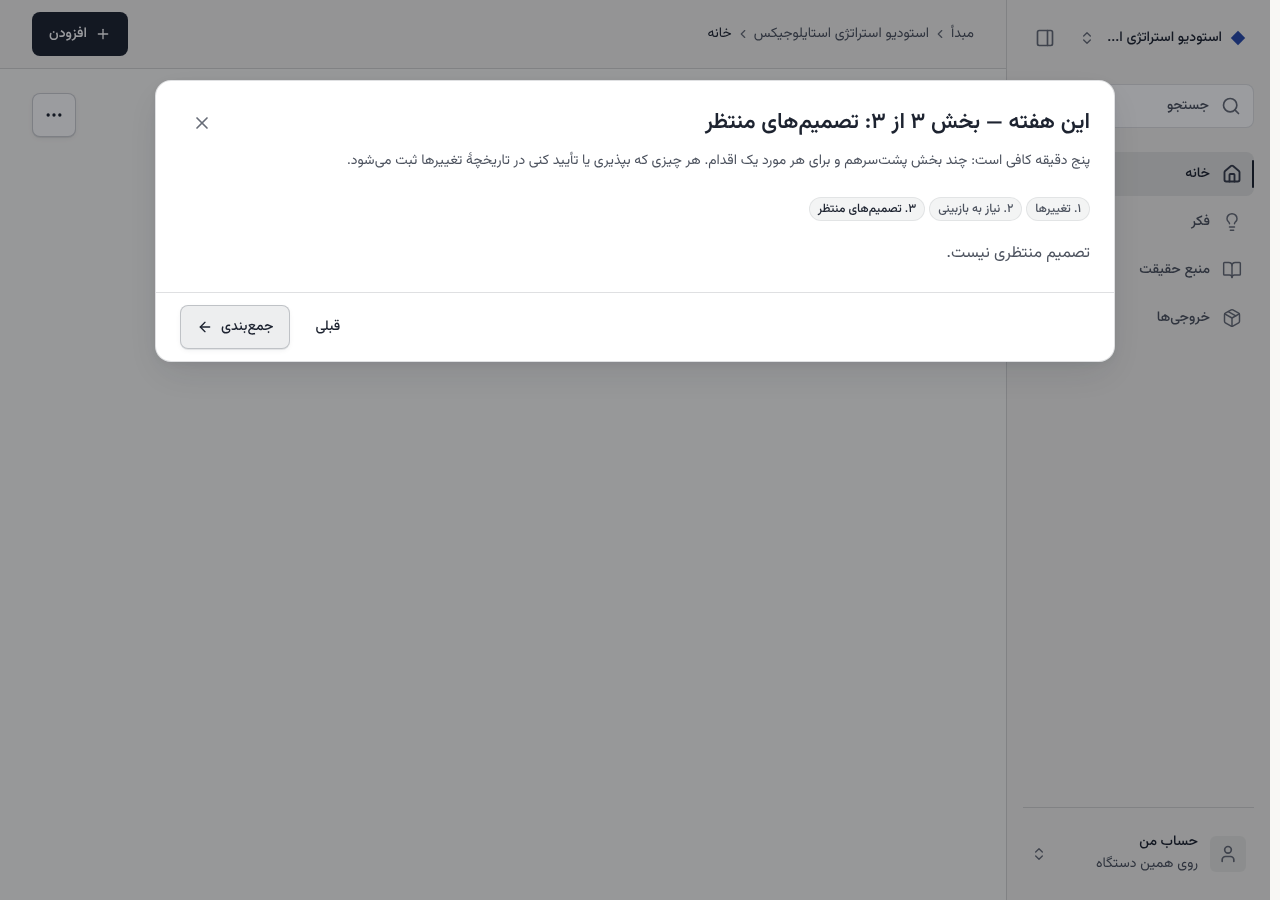 استودیو استراتژی ا...
جستجو
خانه
فکر
منبع حقیقت
خروجی‌ها
حساب من
روی همین دستگاه
مبدأ › استودیو استراتژی استایلوجیکس › خانه
افزودن
این هفته — بخش ۳ از ۳: تصمیم‌های منتظر
پنج دقیقه کافی است: چند بخش پشت‌سرهم و برای هر مورد یک اقدام. هر چیزی که بپذیری یا تأیید کنی در تاریخچهٔ تغییرها ثبت می‌شود.
۱. تغییرها
۲. نیاز به بازبینی
۳. تصمیم‌های منتظر
تصمیم منتظری نیست.
قبلی
جمع‌بندی